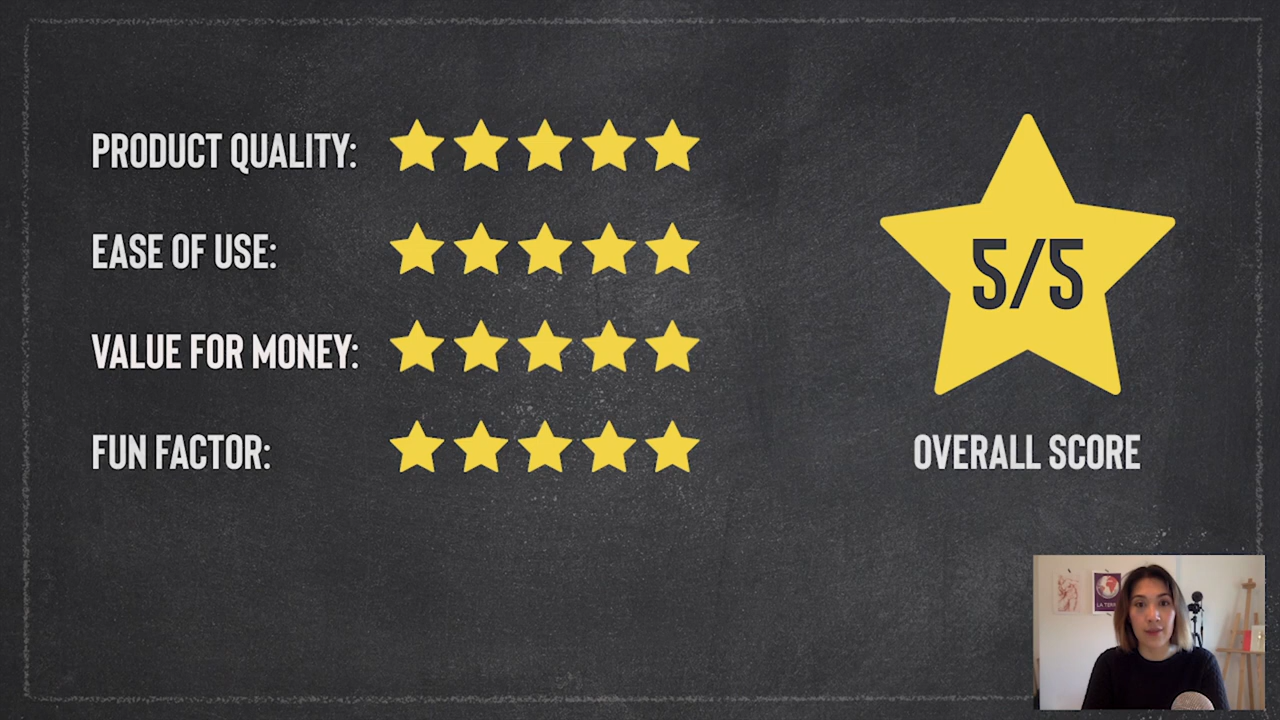 PRODUCT QUALITY:
EASE OF USE:
VALUE FOR MONEY:
FUN FACTOR:
5/5
OVERALL SCORE